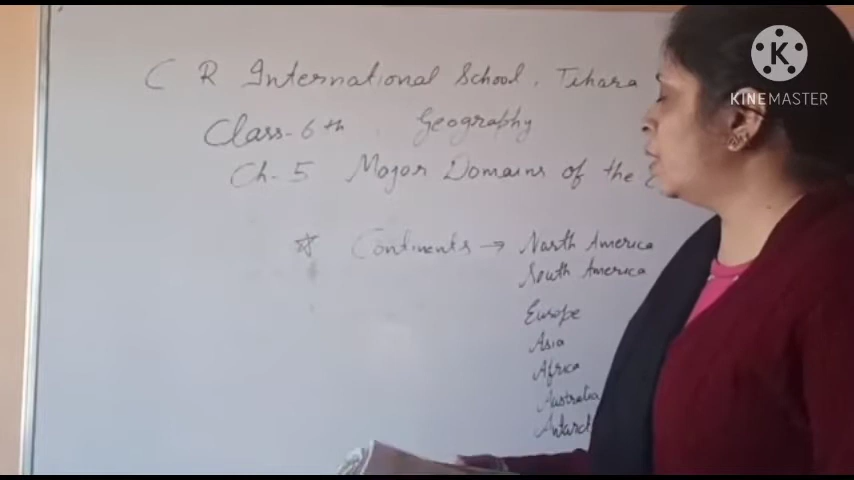 C R International School, Tihara
Class-6th Geography
Ch-5 Major Domains of the
Continents → North America
South America
Europe
Asia
Africa
Australia
Antarct
K
KINEMASTER